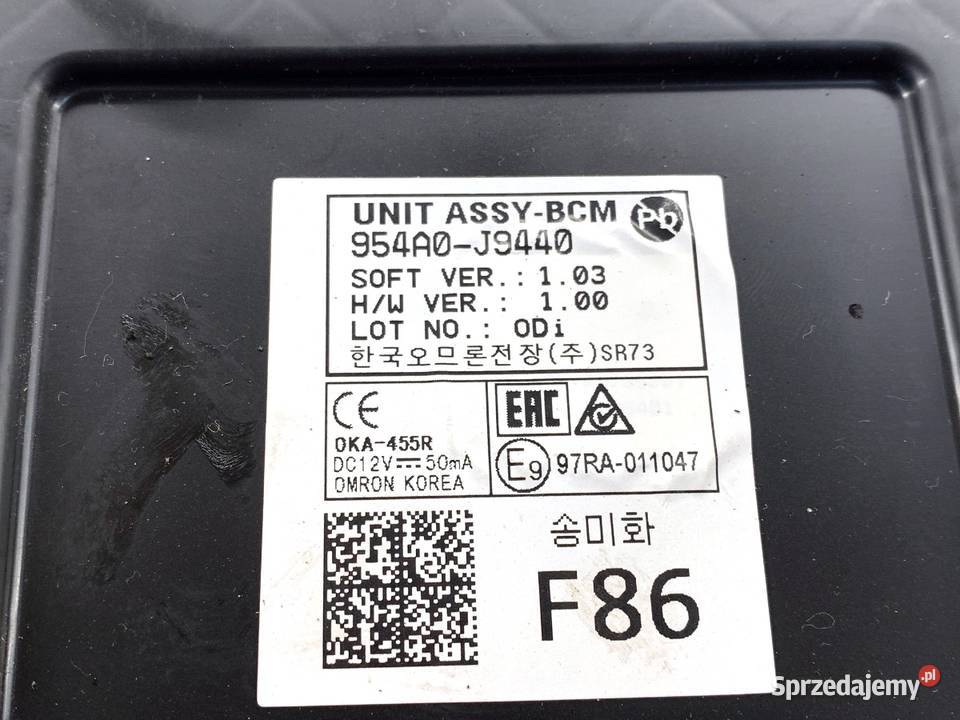 UNIT ASSY-BCM Pb
954A0-J9440
SOFT VER.: 1.03
H/W VER.: 1.00
LOT NO.: ODi
한국오므론전장(주)SR73
CE
EAC
OKA-455R
DC12V⎓50mA
OMRON KOREA
E9 97RA-011047
송미화
F86
Sprzedajemy.pl